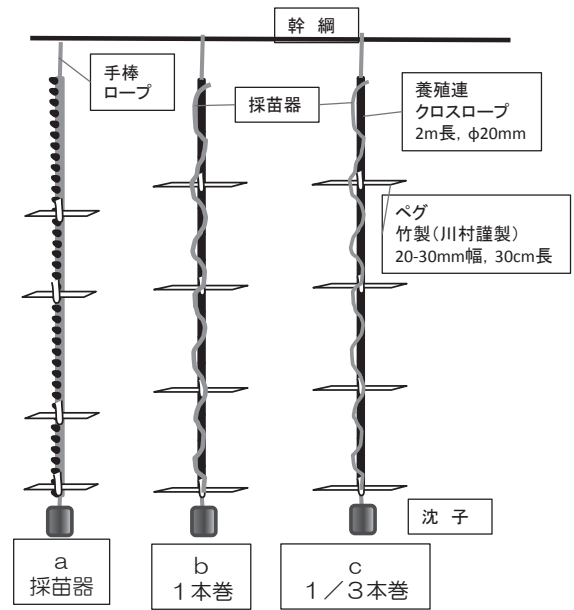 幹 綱
手棒
ロープ
採苗器
養殖連
クロスロープ
2m長, φ20mm
ペグ
竹製(川村謹製)
20-30mm幅, 30cm長
沈 子
a
採苗器
b
1本巻
c
1/3本巻